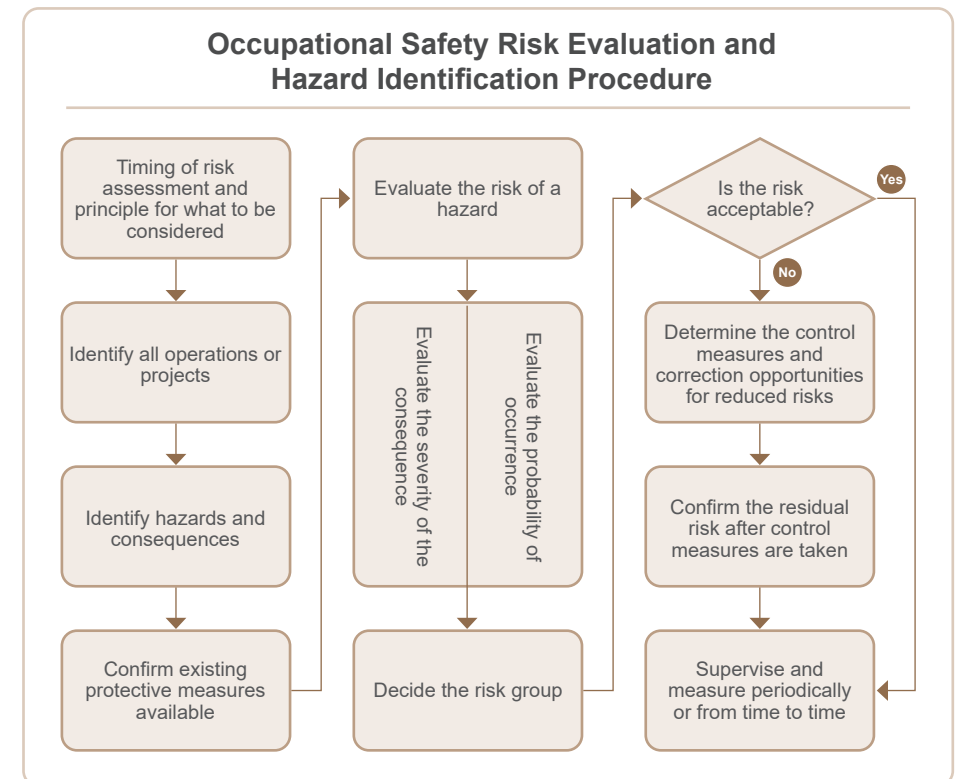 Occupational Safety Risk Evaluation and
Hazard Identification Procedure
Timing of risk
assessment and
principle for what to be
considered
Identify all operations or
projects
Identify hazards and
consequences
Confirm existing
protective measures
available
Evaluate the risk of a
hazard
Evaluate the severity of the
consequence
Evaluate the probability of
occurrence
Decide the risk group
Is the risk
acceptable?
Yes
No
Determine the control
measures and
correction opportunities
for reduced risks
Confirm the residual
risk after control
measures are taken
Supervise and
measure periodically
or from time to time